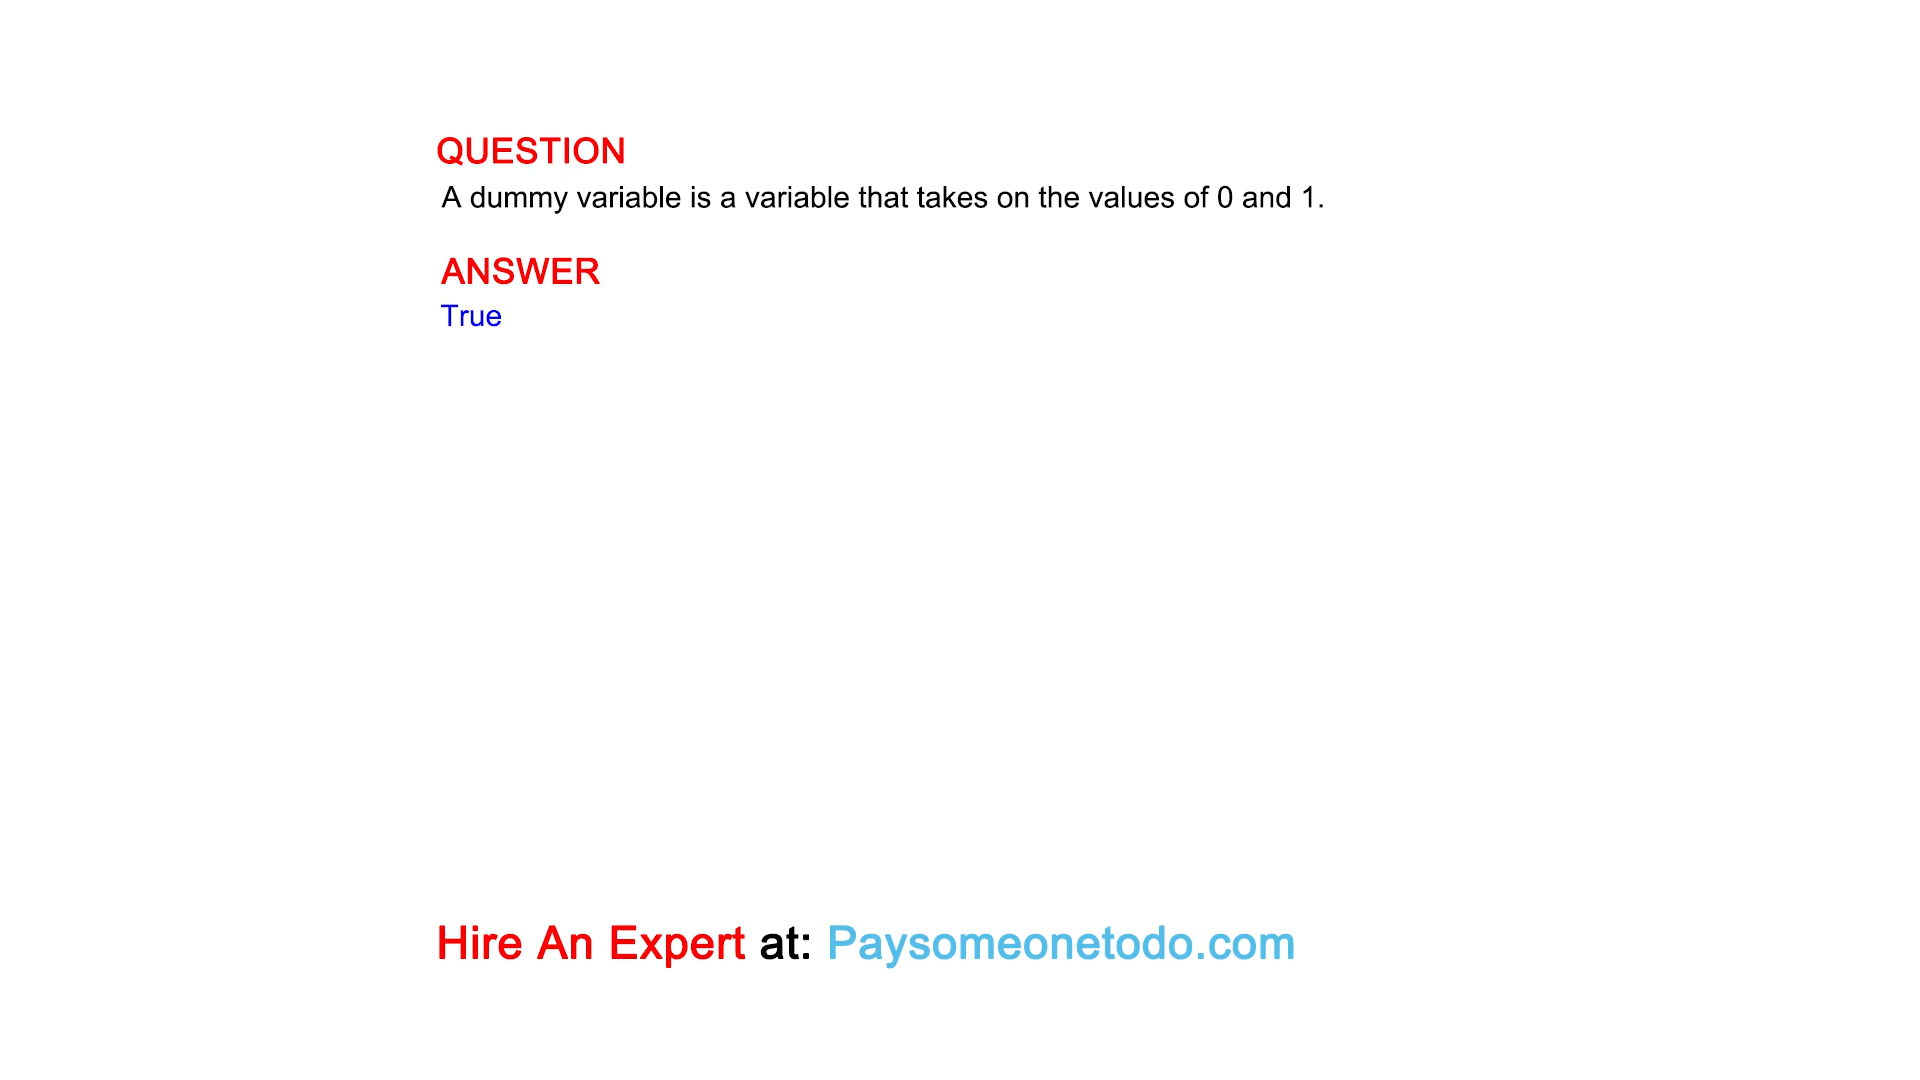 QUESTION
A dummy variable is a variable that takes on the values of 0 and 1.
ANSWER
True
Hire An Expert at: Paysomeonetodo.com